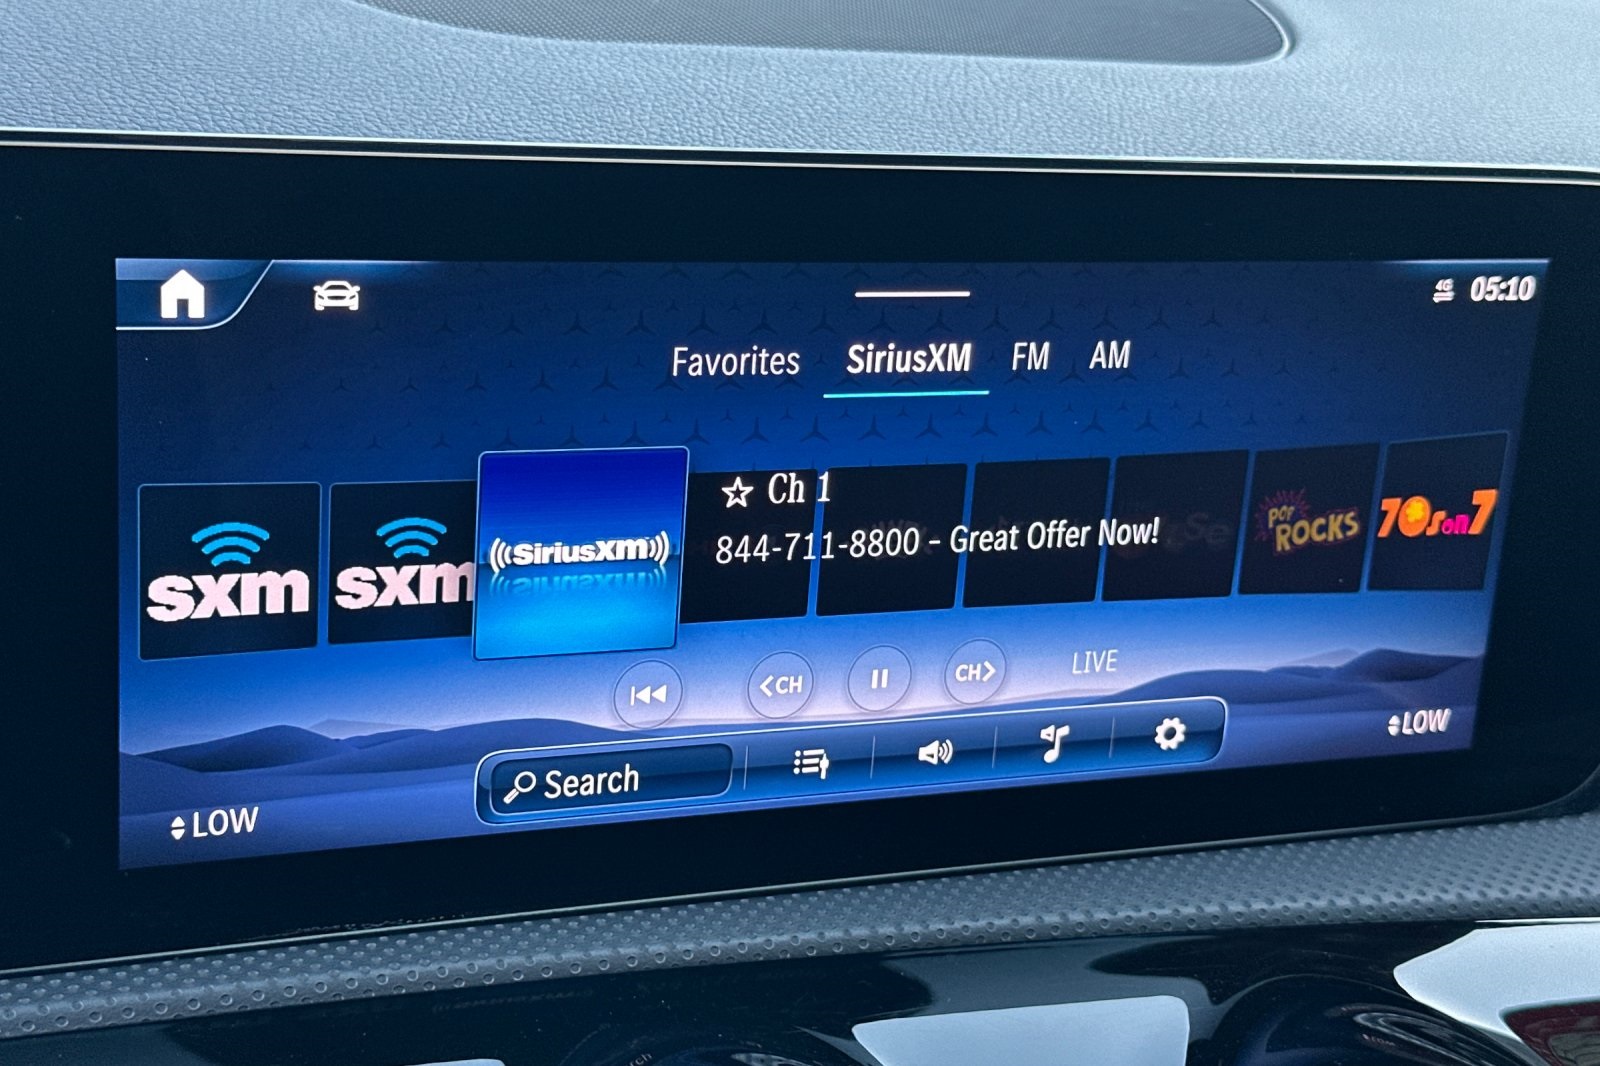 4G 05:10
Favorites SiriusXM FM AM
sxm
sxm
((SiriusXM))
☆ Ch 1
844-711-8800 - Great Offer Now!
POP ROCKS
70s on 7
<CH CH> LIVE
LOW
Search
LOW